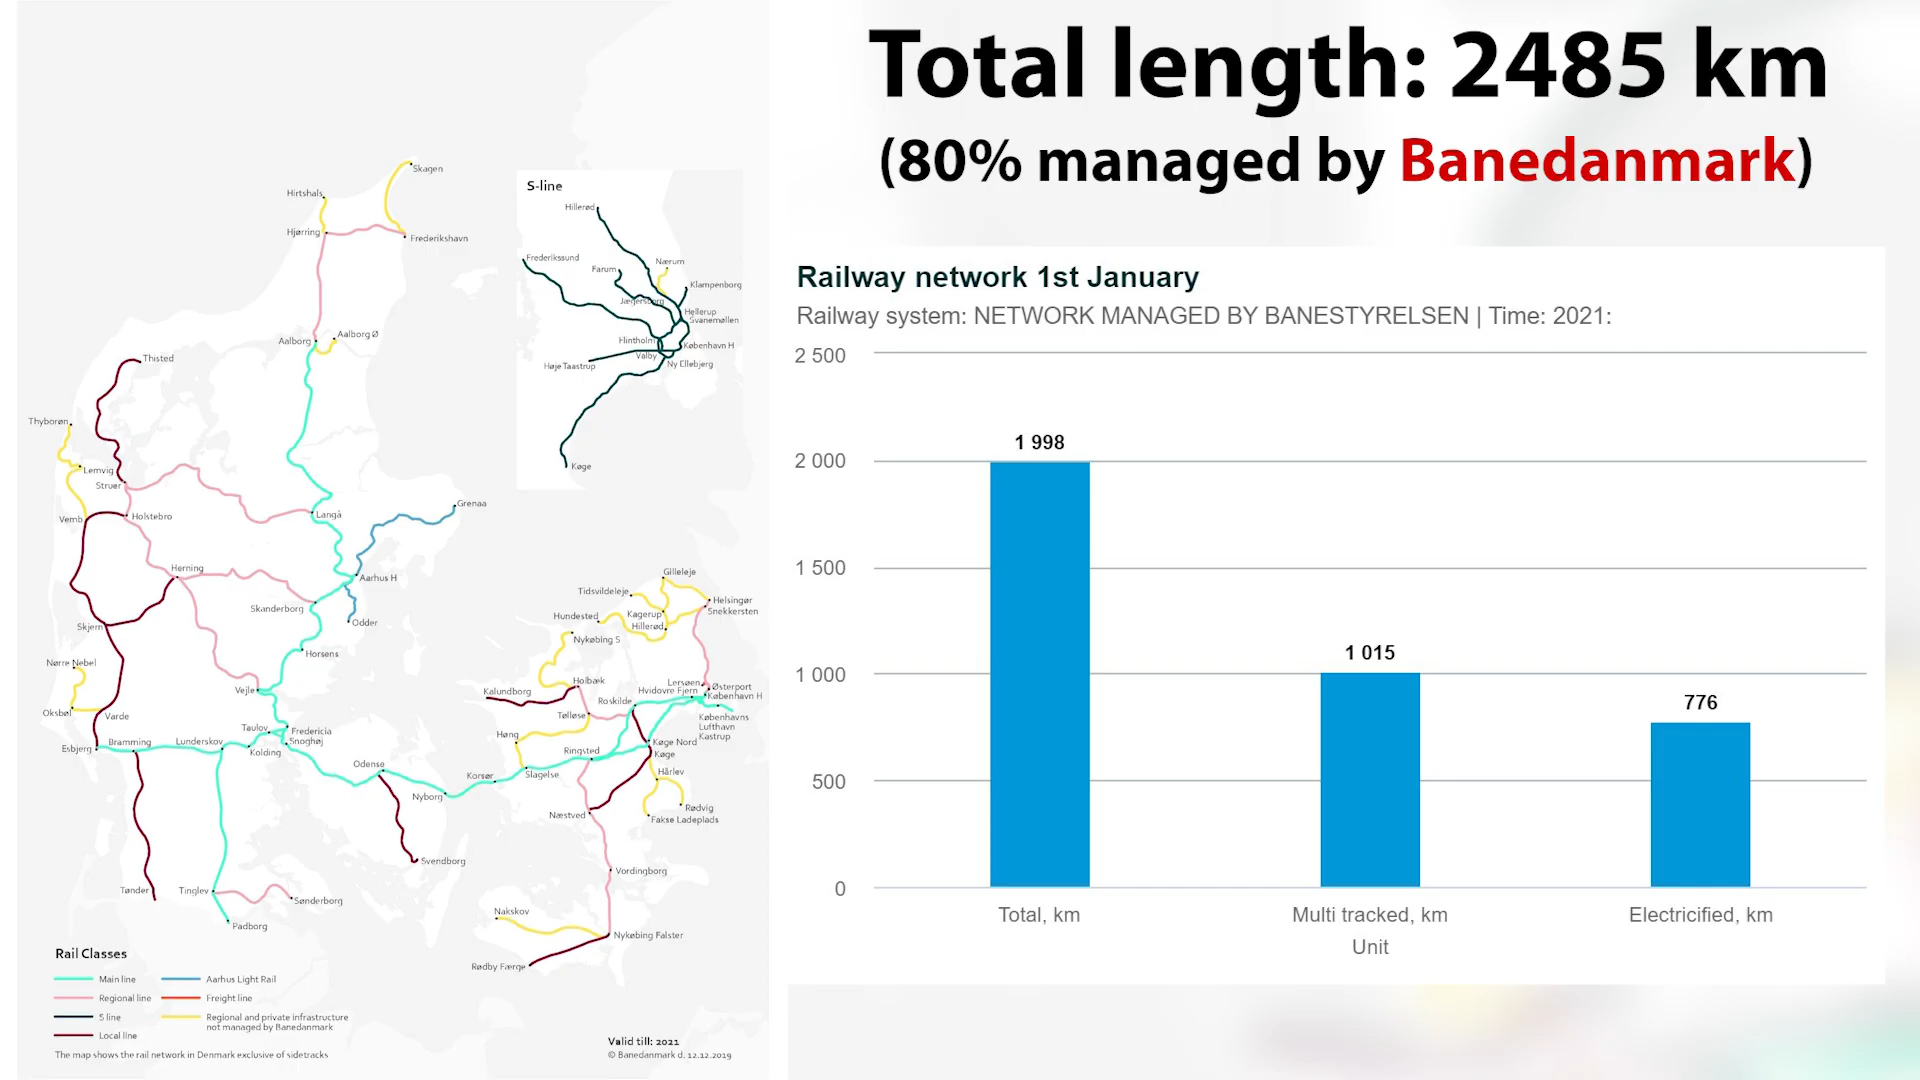 Total length: 2485 km
(80% managed by Banedanmark)
Skagen
Hirtshals
Hjørring
Frederikshavn
Aalborg
Aalborg Ø
Thisted
Thyborøn
Lemvig
Struer
Vemb
Holstebro
Langå
Grenaa
Herning
Aarhus H
Skanderborg
Odder
Skjern
Horsens
Nørre Nebel
Vejle
Oksbøl
Varde
Taulov
Fredericia
Snoghøj
Esbjerg
Bramming
Lunderskov
Kolding
Odense
Nyborg
Korsør
Slagelse
Svendborg
Tønder
Tinglev
Sønderborg
Padborg
S-line
Hillerød
Frederikssund
Farum
Nærum
Klampenborg
Jægersborg
Hellerup
Svanemøllen
Flintholm
København H
Valby
Høje Taastrup
Ny Ellebjerg
Køge
Gilleleje
Tidsvildeleje
Helsingør
Snekkersten
Hundested
Kagerup
Hillerød
Nykøbing S
Holbæk
Lersøen
Østerport
Kalundborg
Hvidovre Fjern
København H
Roskilde
Tølløse
Københavns
Lufthavn
Kastrup
Høng
Ringsted
Køge Nord
Køge
Hårlev
Rødvig
Næstved
Fakse Ladeplads
Vordingborg
Nakskov
Nykøbing Falster
Rødby Færge
Rail Classes
Main line
Regional line
S line
Local line
Aarhus Light Rail
Freight line
Regional and private infrastructure
not managed by Banedanmark
The map shows the rail network in Denmark exclusive of sidetracks
Valid till: 2021
© Banedanmark d. 12.12.2019
Railway network 1st January
Railway system: NETWORK MANAGED BY BANESTYRELSEN | Time: 2021:
2 500
2 000
1 500
1 000
500
0
1 998
1 015
776
Total, km
Multi tracked, km
Electricified, km
Unit